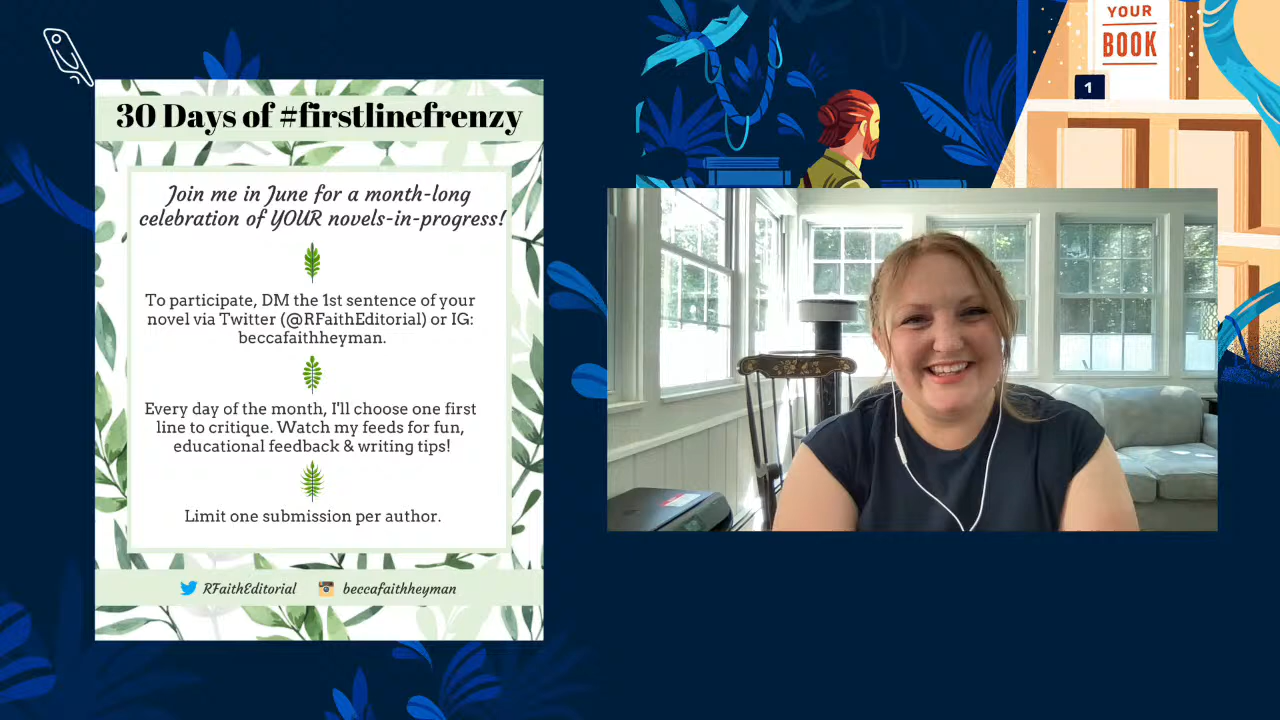 30 Days of #firstlinefrenzy
Join me in June for a month-long
celebration of YOUR novels-in-progress!
To participate, DM the 1st sentence of your
novel via Twitter (@RFaithEditorial) or IG:
beccafaithheyman.
Every day of the month, I'll choose one first
line to critique. Watch my feeds for fun,
educational feedback & writing tips!
Limit one submission per author.
RFaithEditorial beccafaithheyman
YOUR
BOOK
1